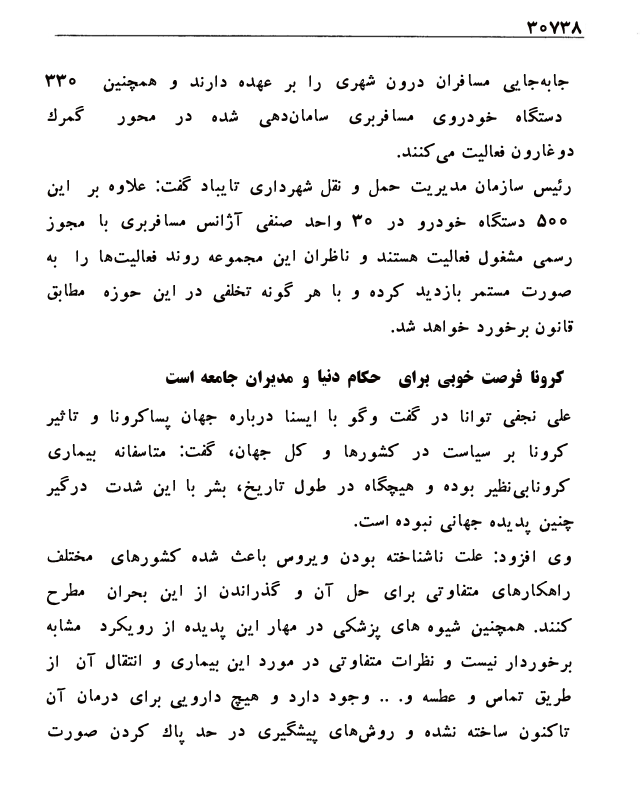 ۳۰۷۳۸
جابه‌جایی مسافران درون شهری را بر عهده دارند و همچنین ۳۳۰
دستگاه خودروی مسافربری سامان‌دهی شده در محور گمرك
دوغارون فعالیت می‌کنند.
رئیس سازمان مدیریت حمل و نقل شهرداری تایباد گفت: علاوه بر این
۵۰۰ دستگاه خودرو در ۳۰ واحد صنفی آژانس مسافربری با مجوز
رسمی مشغول فعالیت هستند و ناظران این مجموعه روند فعالیت‌ها را به
صورت مستمر بازدید کرده و با هر گونه تخلفی در این حوزه مطابق
قانون برخورد خواهد شد.
کرونا فرصت خوبی برای حکام دنیا و مدیران جامعه است
علی نجفی توانا در گفت وگو با ایسنا درباره جهان پساکرونا و تاثیر
کرونا بر سیاست در کشورها و کل جهان، گفت: متاسفانه بیماری
کرونابی‌نظیر بوده و هیچگاه در طول تاریخ، بشر با این شدت درگیر
چنین پدیده جهانی نبوده است.
وی افزود: علت ناشناخته بودن ویروس باعث شده کشورهای مختلف
راهکارهای متفاوتی برای حل آن و گذراندن از این بحران مطرح
کنند. همچنین شیوه های پزشکی در مهار این پدیده از رویکرد مشابه
برخوردار نیست و نظرات متفاوتی در مورد این بیماری و انتقال آن از
طریق تماس و عطسه و. .. وجود دارد و هیچ دارویی برای درمان آن
تاکنون ساخته نشده و روش‌های پیشگیری در حد پاك کردن صورت